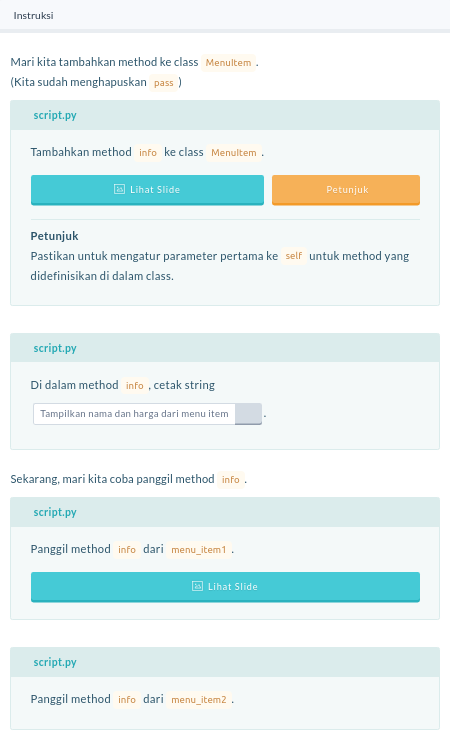 Instruksi
Mari kita tambahkan method ke class MenuItem .
(Kita sudah menghapuskan pass )
script.py
Tambahkan method info ke class MenuItem .
Lihat Slide
Petunjuk
Petunjuk
Pastikan untuk mengatur parameter pertama ke self untuk method yang
didefinisikan di dalam class.
script.py
Di dalam method info , cetak string
Tampilkan nama dan harga dari menu item .
Sekarang, mari kita coba panggil method info .
script.py
Panggil method info dari menu_item1 .
Lihat Slide
script.py
Panggil method info dari menu_item2 .